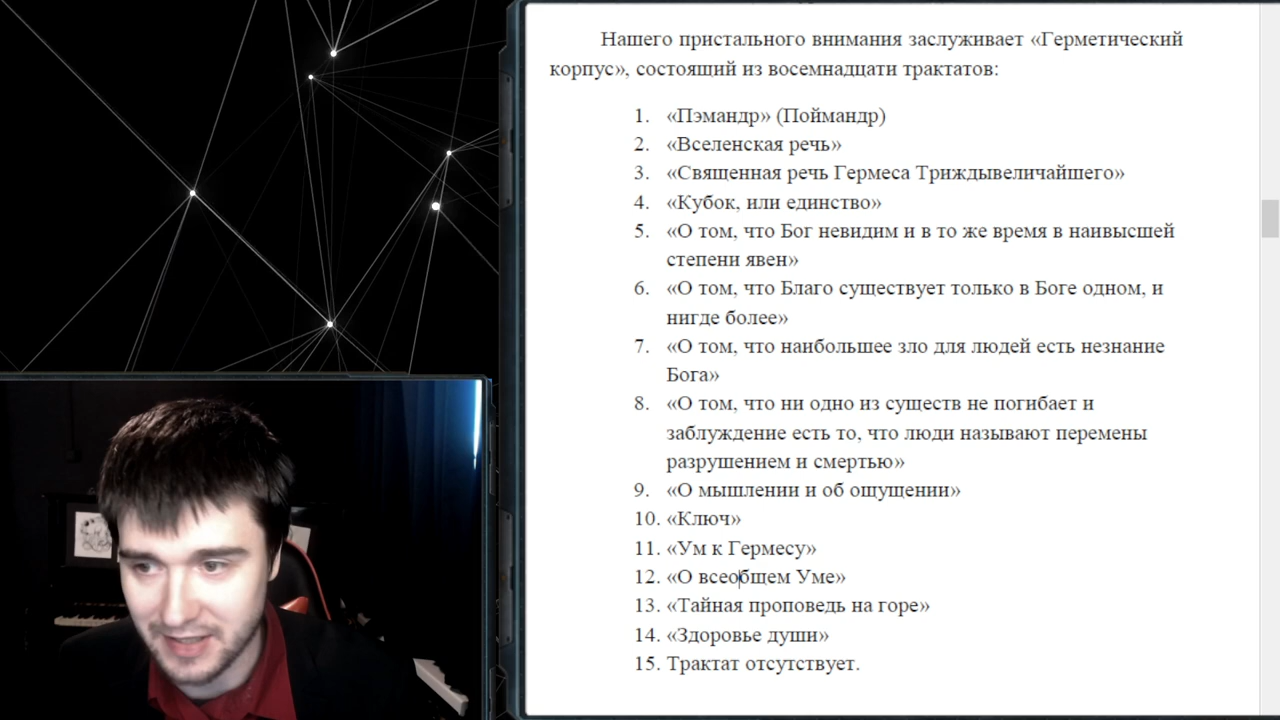 Нашего пристального внимания заслуживает «Герметический
корпус», состоящий из восемнадцати трактатов:
1. «Пэмандр» (Поймандр)
2. «Вселенская речь»
3. «Священная речь Гермеса Триждывеличайшего»
4. «Кубок, или единство»
5. «О том, что Бог невидим и в то же время в наивысшей
степени явен»
6. «О том, что Благо существует только в Боге одном, и
нигде более»
7. «О том, что наибольшее зло для людей есть незнание
Бога»
8. «О том, что ни одно из существ не погибает и
заблуждение есть то, что люди называют перемены
разрушением и смертью»
9. «О мышлении и об ощущении»
10. «Ключ»
11. «Ум к Гермесу»
12. «О всеобщем Уме»
13. «Тайная проповедь на горе»
14. «Здоровье души»
15. Трактат отсутствует.